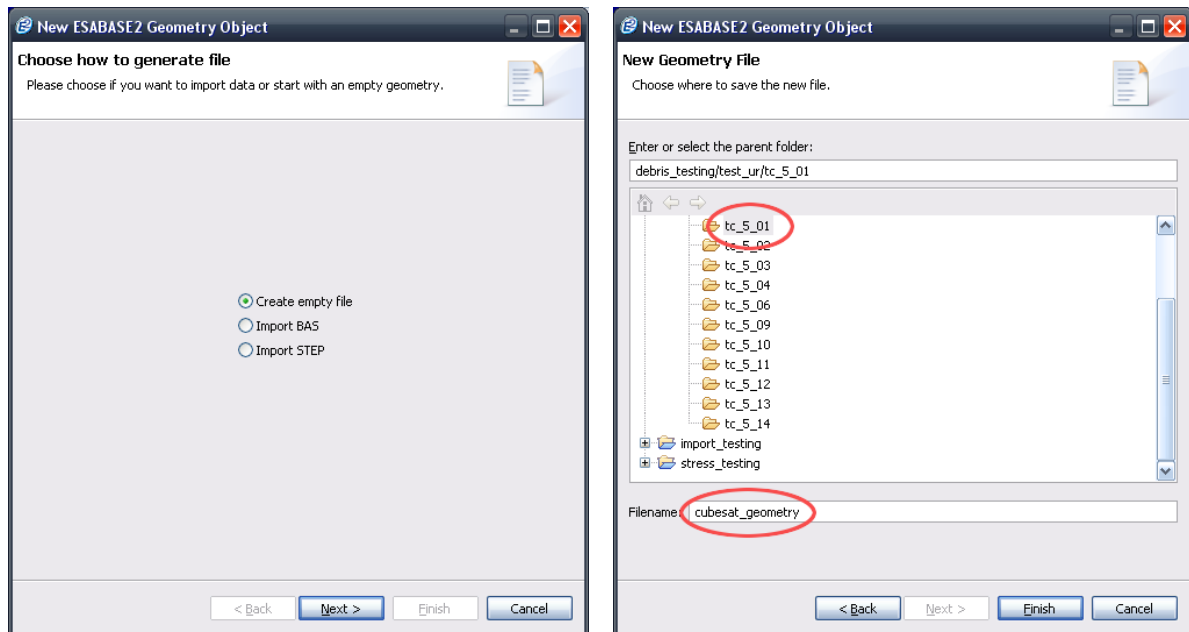 New ESABASE2 Geometry Object
Choose how to generate file
Please choose if you want to import data or start with an empty geometry.
Create empty file
Import BAS
Import STEP
< Back
Next >
Finish
Cancel
New ESABASE2 Geometry Object
New Geometry File
Choose where to save the new file.
Enter or select the parent folder:
debris_testing/test_ur/tc_5_01
tc_5_01
tc_5_02
tc_5_03
tc_5_04
tc_5_06
tc_5_09
tc_5_10
tc_5_11
tc_5_12
tc_5_13
tc_5_14
import_testing
stress_testing
Filename: cubesat_geometry
< Back
Next >
Finish
Cancel